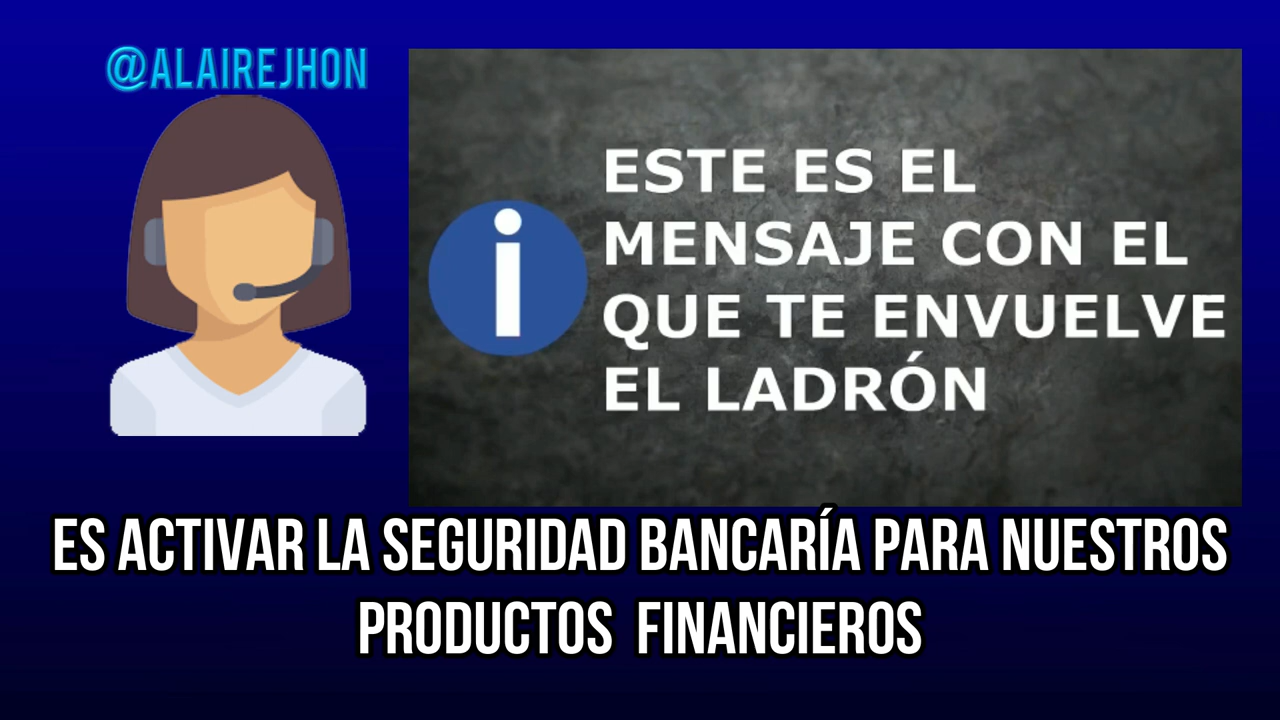 @ALAIREJHON
ESTE ES EL
MENSAJE CON EL
QUE TE ENVUELVE
EL LADRÓN
ES ACTIVAR LA SEGURIDAD BANCARÍA PARA NUESTROS
PRODUCTOS FINANCIEROS